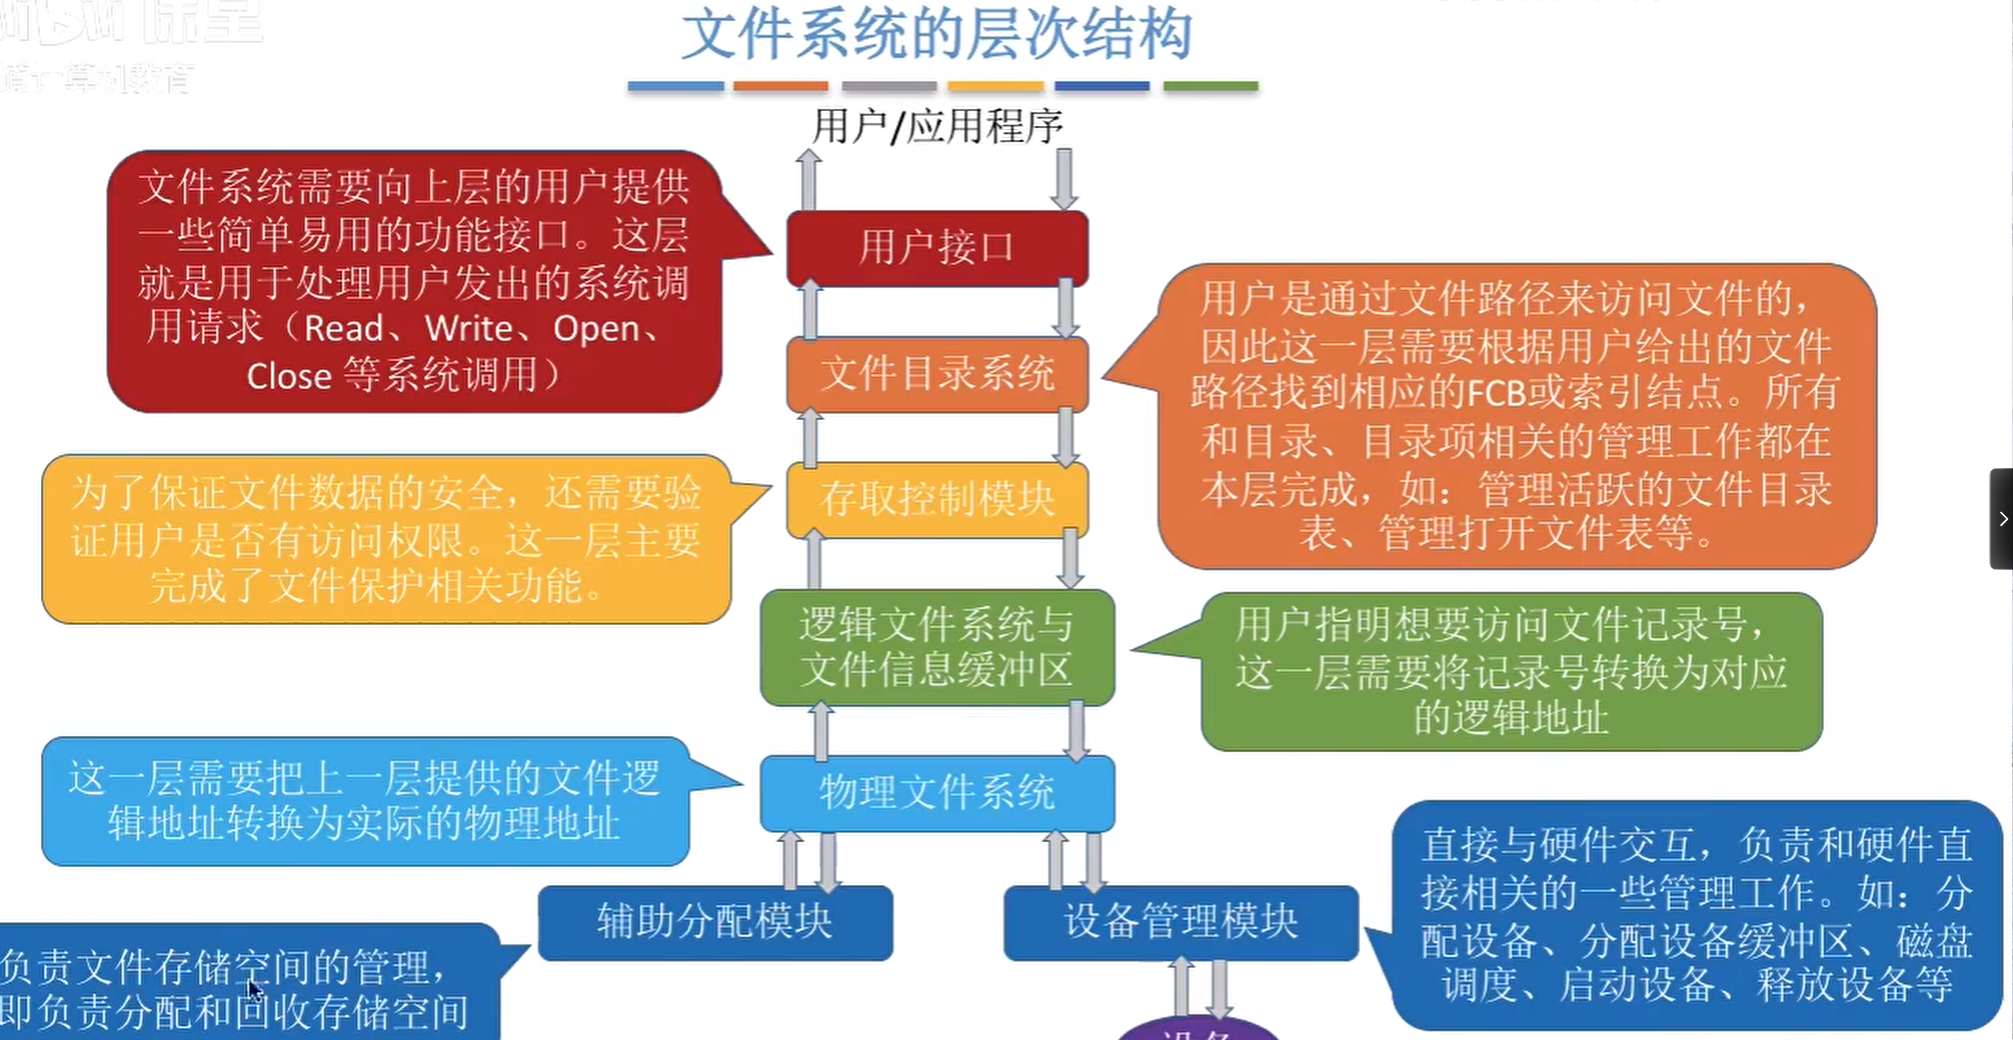 课堂
道计算机教育
文件系统的层次结构
用户/应用程序
文件系统需要向上层的用户提供
一些简单易用的功能接口。这层
就是用于处理用户发出的系统调
用请求（Read、Write、Open、
Close 等系统调用）
用户接口
用户是通过文件路径来访问文件的，
因此这一层需要根据用户给出的文件
路径找到相应的FCB或索引结点。所有
和目录、目录项相关的管理工作都在
本层完成，如：管理活跃的文件目录
表、管理打开文件表等。
文件目录系统
为了保证文件数据的安全，还需要验
证用户是否有访问权限。这一层主要
完成了文件保护相关功能。
存取控制模块
逻辑文件系统与
文件信息缓冲区
用户指明想要访问文件记录号，
这一层需要将记录号转换为对应
的逻辑地址
这一层需要把上一层提供的文件逻
辑地址转换为实际的物理地址
物理文件系统
辅助分配模块
设备管理模块
直接与硬件交互，负责和硬件直
接相关的一些管理工作。如：分
配设备、分配设备缓冲区、磁盘
调度、启动设备、释放设备等
负责文件存储空间的管理，
即负责分配和回收存储空间
设备